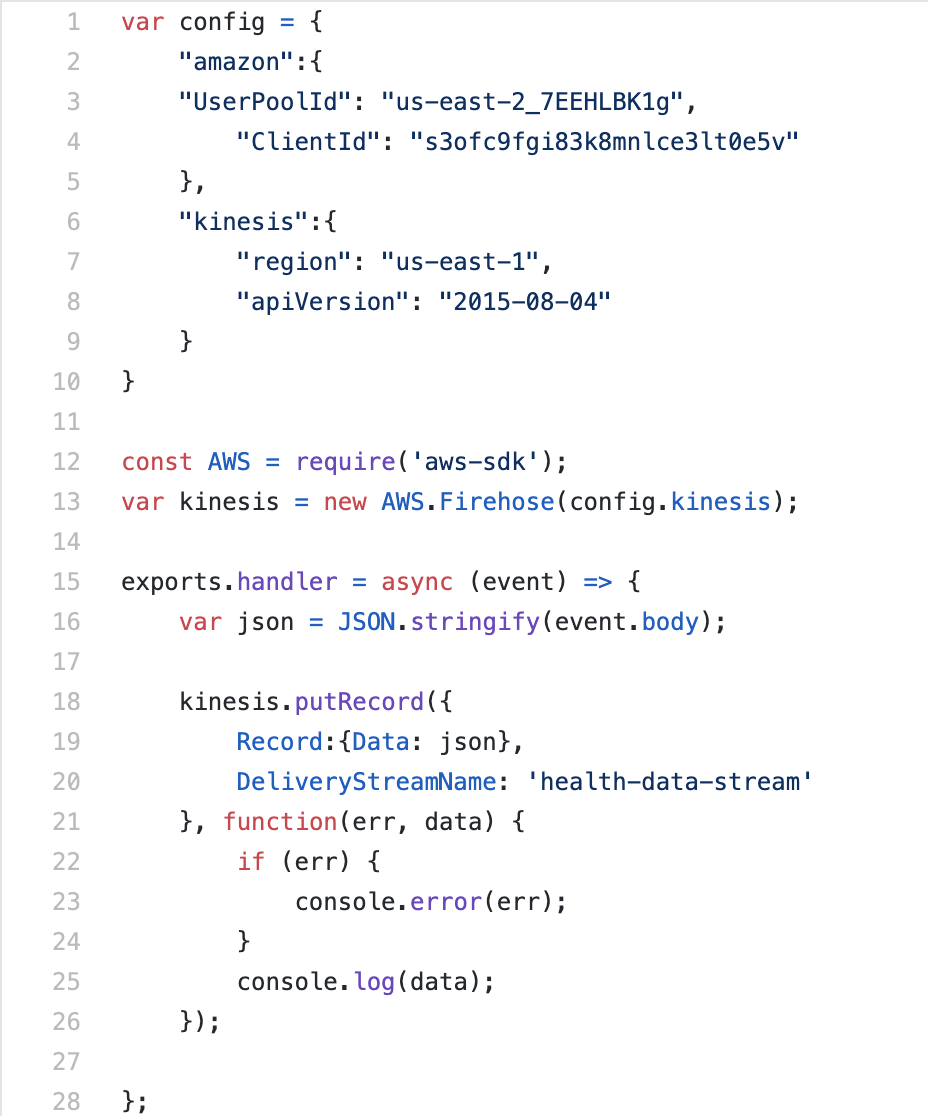 1 var config = {
2     "amazon":{
3     "UserPoolId": "us-east-2_7EEHLBK1g",
4         "ClientId": "s3ofc9fgi83k8mnlce3lt0e5v"
5     },
6     "kinesis":{
7         "region": "us-east-1",
8         "apiVersion": "2015-08-04"
9     }
10 }
11
12 const AWS = require('aws-sdk');
13 var kinesis = new AWS.Firehose(config.kinesis);
14
15 exports.handler = async (event) => {
16     var json = JSON.stringify(event.body);
17
18     kinesis.putRecord({
19         Record:{Data: json},
20         DeliveryStreamName: 'health-data-stream'
21     }, function(err, data) {
22         if (err) {
23             console.error(err);
24         }
25         console.log(data);
26     });
27
28 };